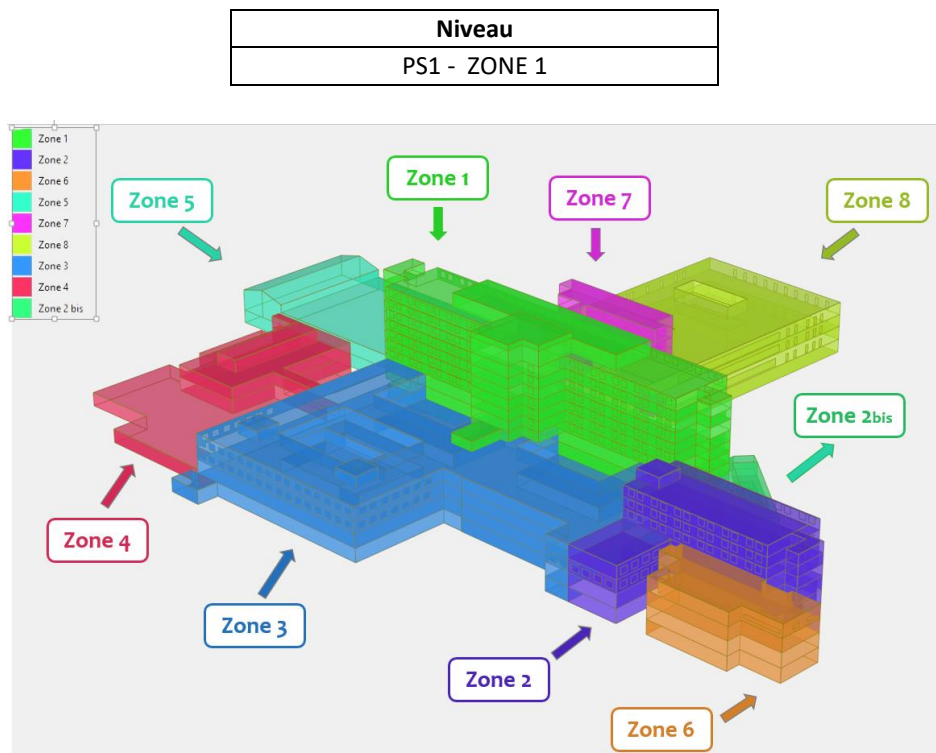 Niveau
PS1 - ZONE 1
Zone 1
Zone 2
Zone 6
Zone 5
Zone 7
Zone 8
Zone 3
Zone 4
Zone 2 bis
Zone 1
Zone 5
Zone 7
Zone 8
Zone 2bis
Zone 4
Zone 3
Zone 2
Zone 6